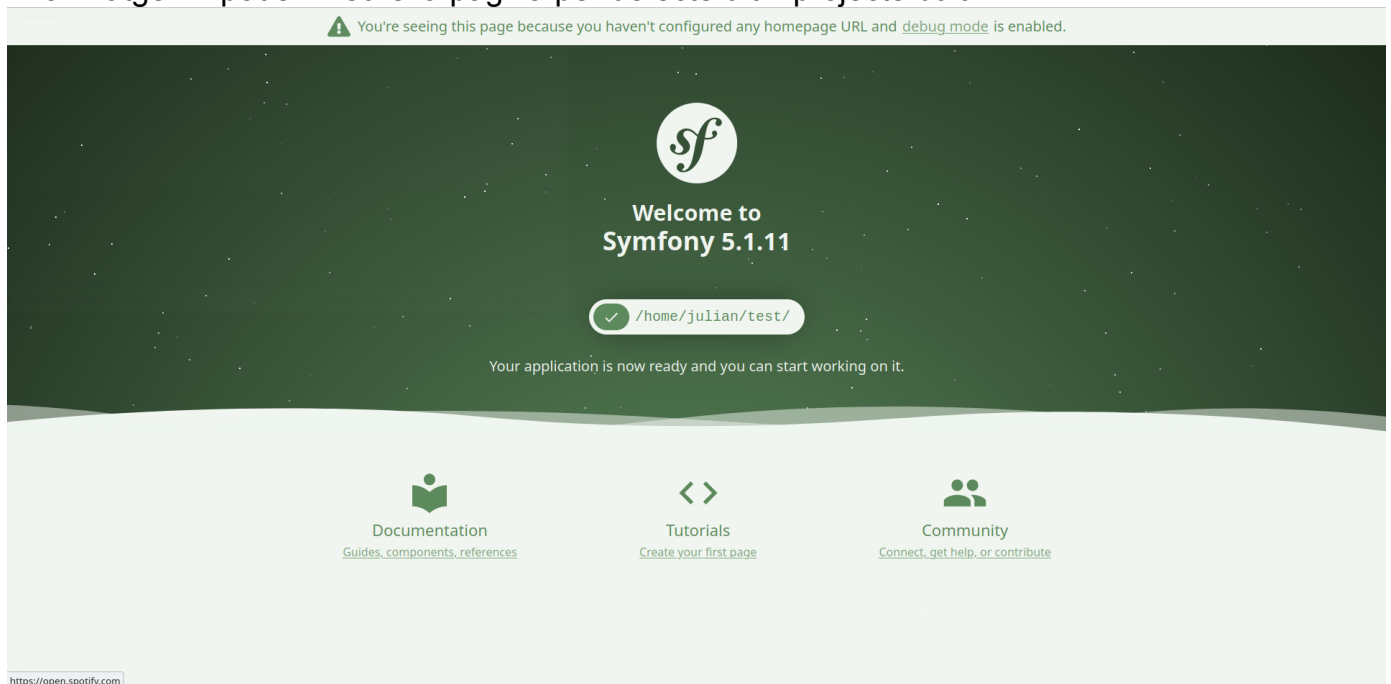 You're seeing this page because you haven't configured any homepage URL and debug mode is enabled.
sf
Welcome to
Symfony 5.1.11
/home/julian/test/
Your application is now ready and you can start working on it.
Documentation
Tutorials
Community
Guides, components, references
Create your first page
Connect, get help, or contribute
https://open.spotify.com